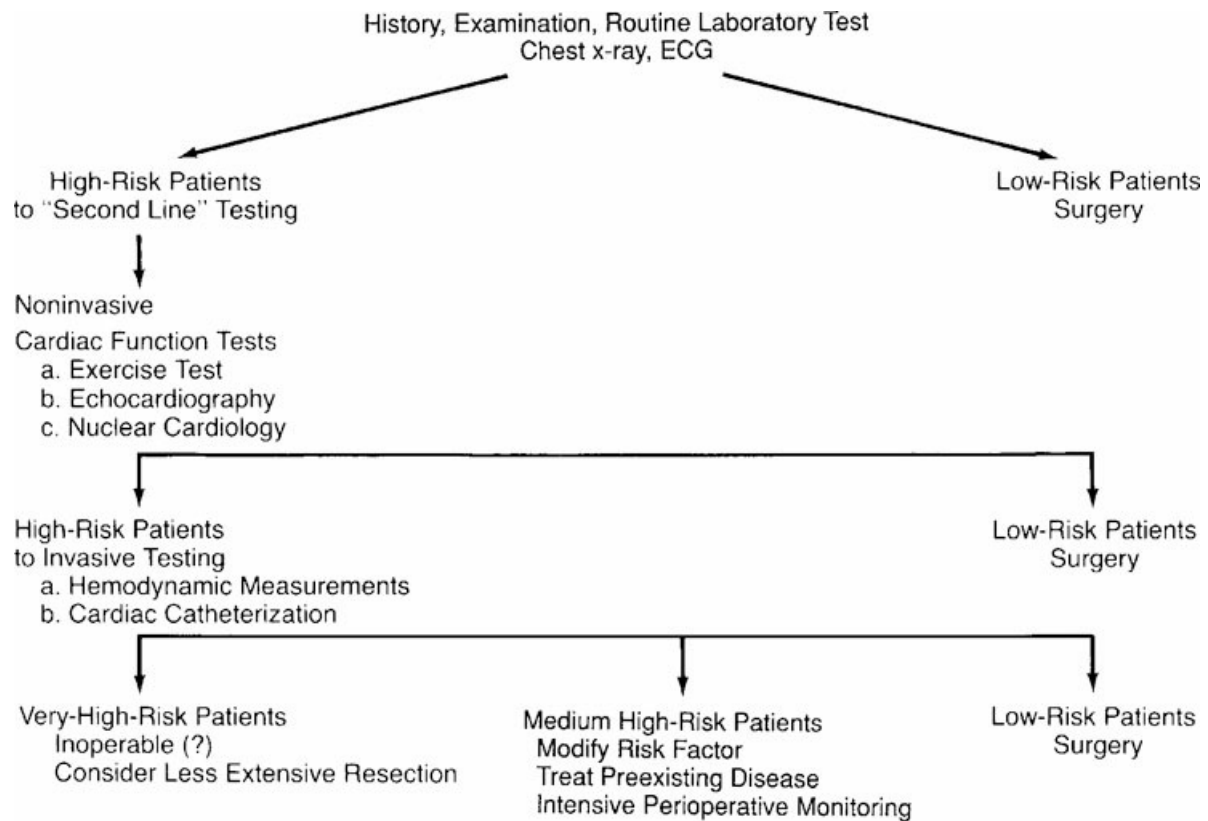 History, Examination, Routine Laboratory Test
Chest x-ray, ECG
High-Risk Patients
to "Second Line" Testing
Low-Risk Patients
Surgery
Noninvasive
Cardiac Function Tests
a. Exercise Test
b. Echocardiography
c. Nuclear Cardiology
High-Risk Patients
to Invasive Testing
a. Hemodynamic Measurements
b. Cardiac Catheterization
Low-Risk Patients
Surgery
Very-High-Risk Patients
Inoperable (?)
Consider Less Extensive Resection
Medium High-Risk Patients
Modify Risk Factor
Treat Preexisting Disease
Intensive Perioperative Monitoring
Low-Risk Patients
Surgery